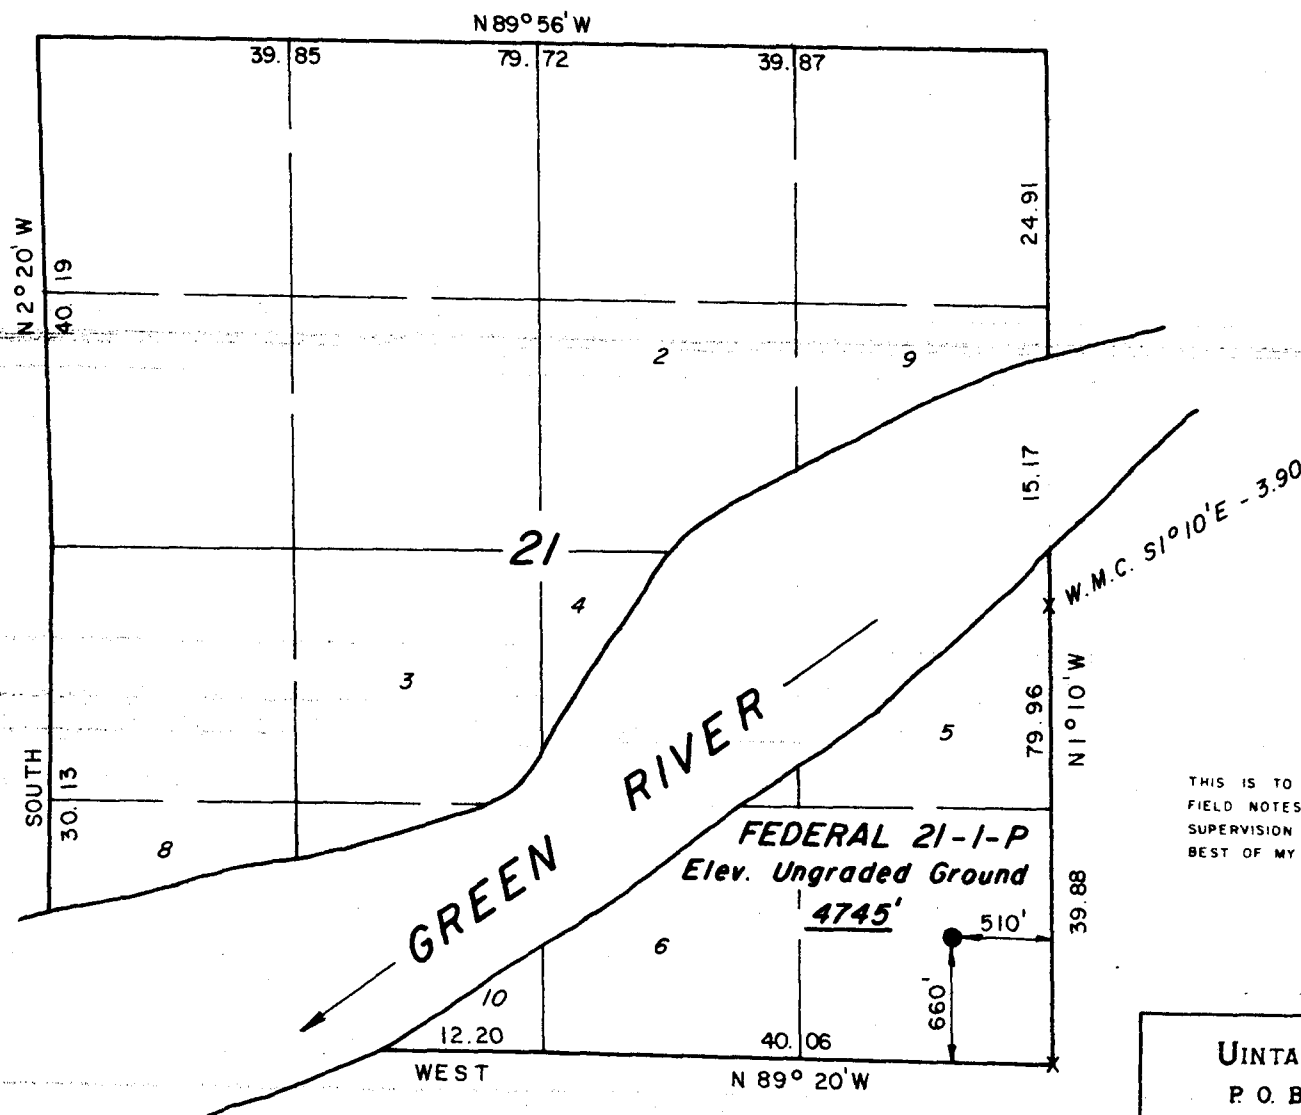 N 89° 56' W
39.85
79.72
39.87
24.91
N 2° 20' W
40.19
2
9
15.17
W.M.C. S1° 10' E - 3.90
21
4
3
79.96
N 1° 10' W
5
GREEN RIVER
SOUTH
30.13
8
THIS IS TO
FIELD NOTES
SUPERVISION
BEST OF MY
FEDERAL 21-1-P
Elev. Ungraded Ground
4745'
39.88
510'
6
660'
10
12.20
40.06
WEST
N 89° 20' W
UINTA
P. O. B